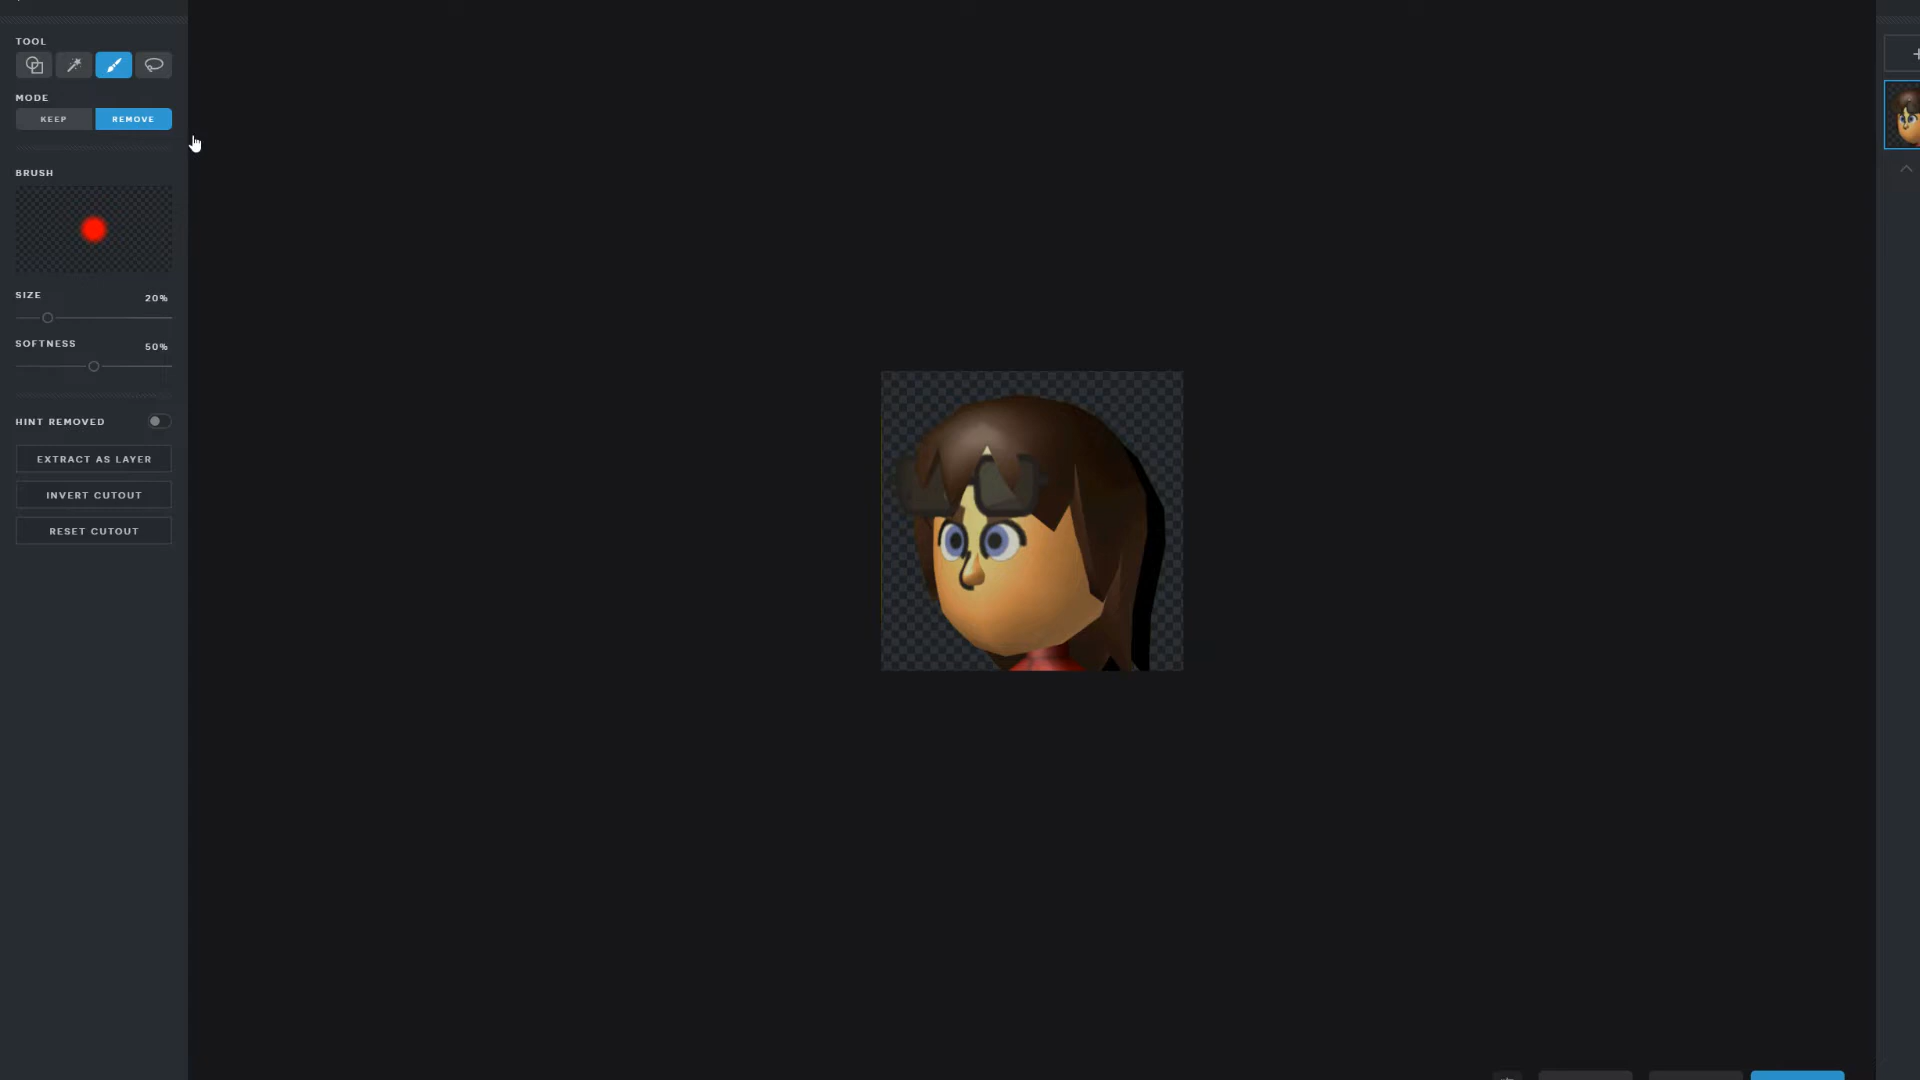 TOOL
MODE
KEEP REMOVE
BRUSH
SIZE 20%
SOFTNESS 50%
HINT REMOVED
EXTRACT AS LAYER
INVERT CUTOUT
RESET CUTOUT